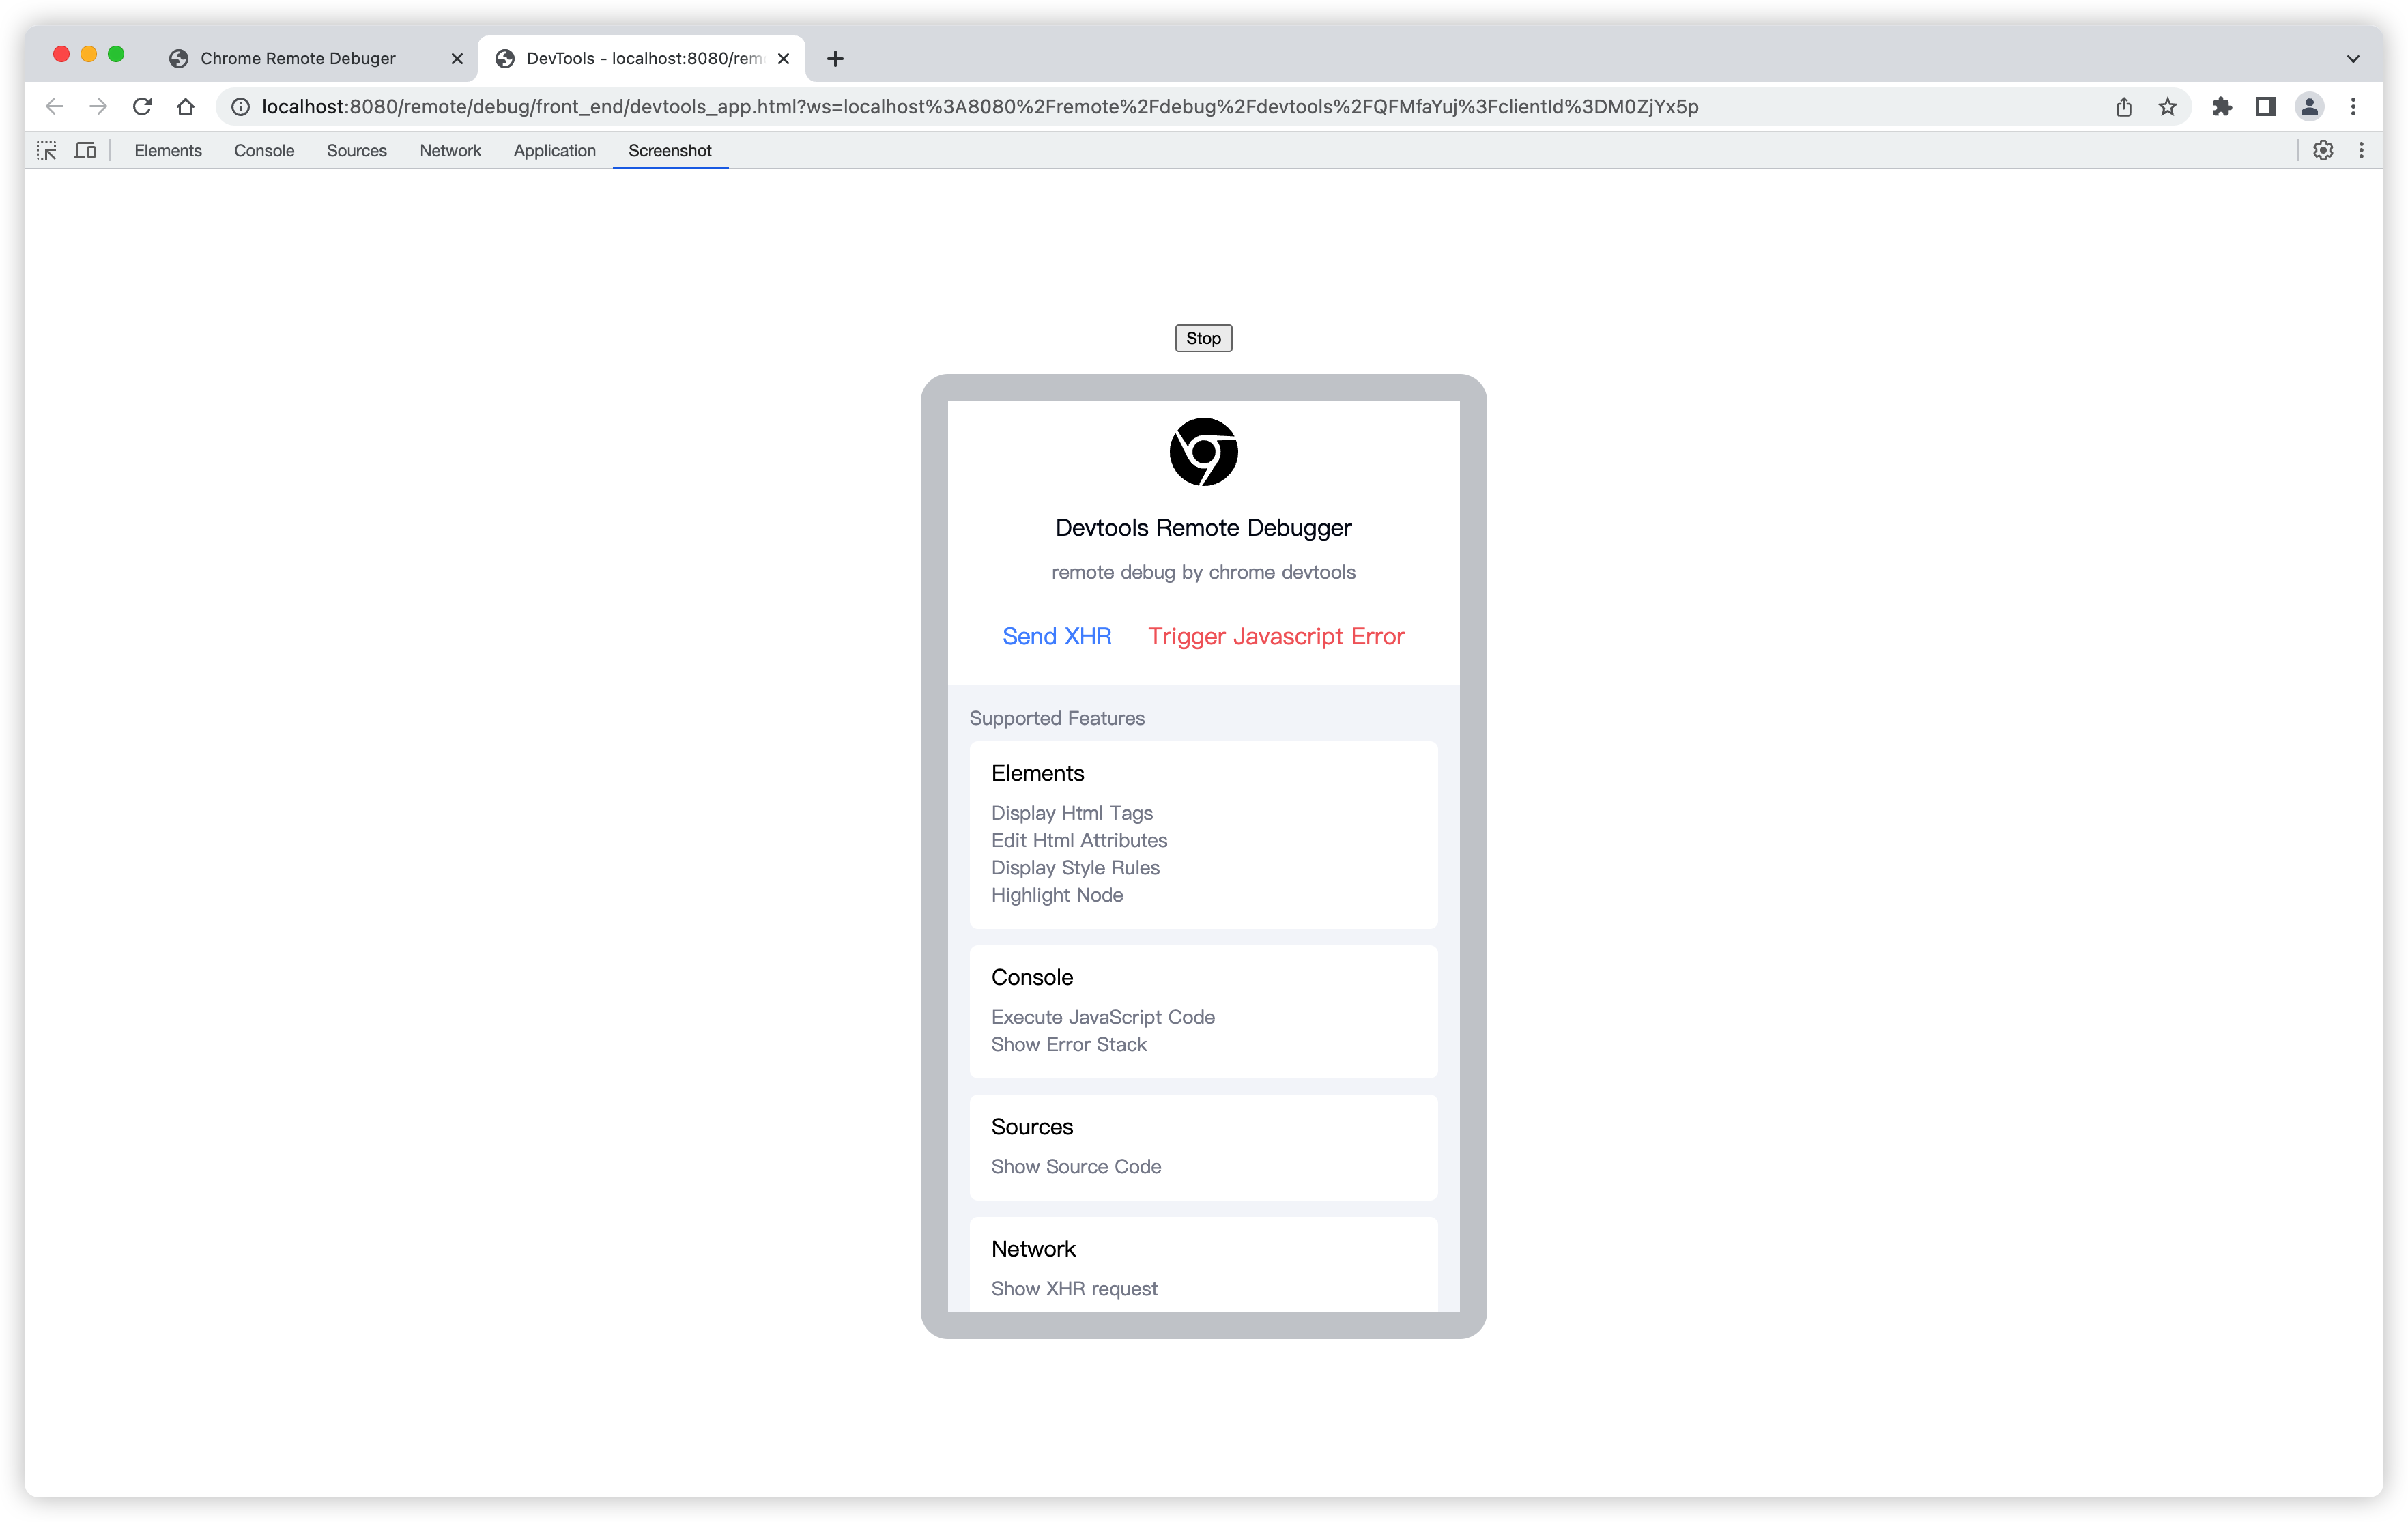 Chrome Remote Debuger
DevTools - localhost:8080/rem
localhost:8080/remote/debug/front_end/devtools_app.html?ws=localhost%3A8080%2Fremote%2Fdebug%2Fdevtools%2FQFMfaYuj%3FclientId%3DM0ZjYx5p
Elements Console Sources Network Application Screenshot
Stop
Devtools Remote Debugger
remote debug by chrome devtools
Send XHR Trigger Javascript Error
Supported Features
Elements
Display Html Tags
Edit Html Attributes
Display Style Rules
Highlight Node
Console
Execute JavaScript Code
Show Error Stack
Sources
Show Source Code
Network
Show XHR request